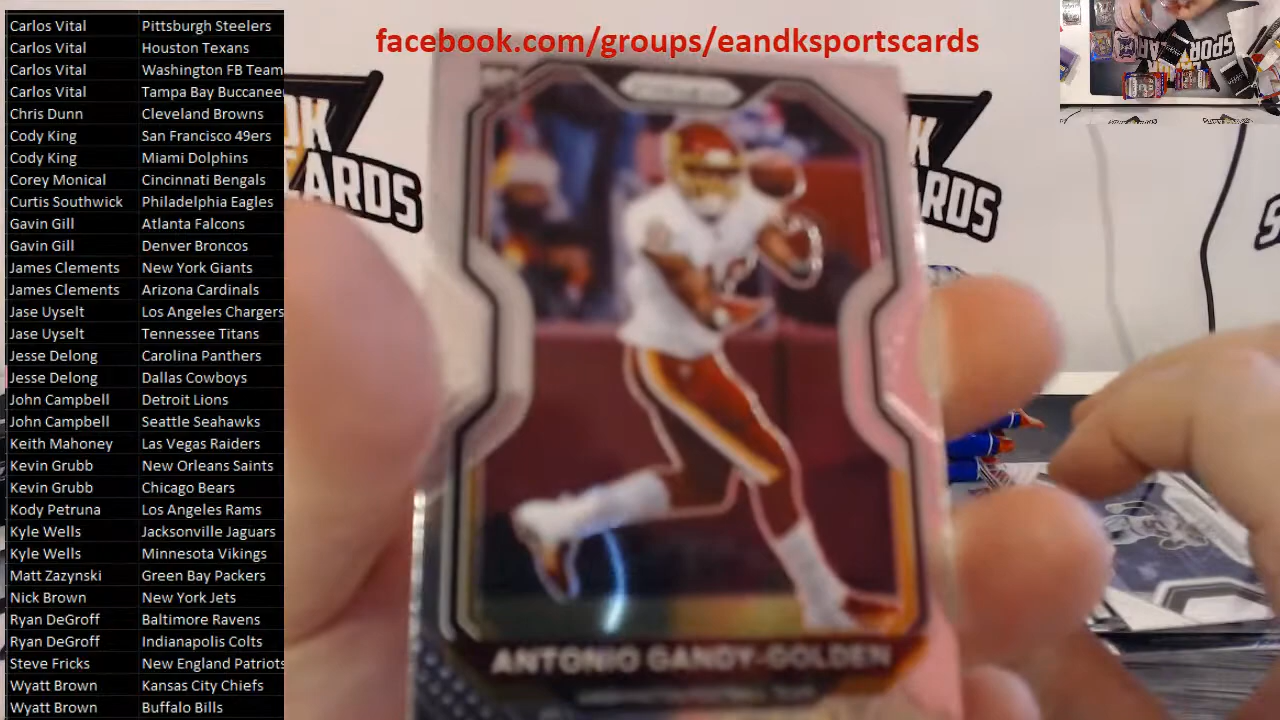 facebook.com/groups/eandksportscards
Carlos Vital Pittsburgh Steelers
Carlos Vital Houston Texans
Carlos Vital Washington FB Team
Carlos Vital Tampa Bay Buccanee
Chris Dunn Cleveland Browns
Cody King San Francisco 49ers
Cody King Miami Dolphins
Corey Monical Cincinnati Bengals
Curtis Southwick Philadelphia Eagles
Gavin Gill Atlanta Falcons
Gavin Gill Denver Broncos
James Clements New York Giants
James Clements Arizona Cardinals
Jase Uyselt Los Angeles Chargers
Jase Uyselt Tennessee Titans
Jesse Delong Carolina Panthers
Jesse Delong Dallas Cowboys
John Campbell Detroit Lions
John Campbell Seattle Seahawks
Keith Mahoney Las Vegas Raiders
Kevin Grubb New Orleans Saints
Kevin Grubb Chicago Bears
Kody Petruna Los Angeles Rams
Kyle Wells Jacksonville Jaguars
Kyle Wells Minnesota Vikings
Matt Zazynski Green Bay Packers
Nick Brown New York Jets
Ryan DeGroff Baltimore Ravens
Ryan DeGroff Indianapolis Colts
Steve Fricks New England Patriots
Wyatt Brown Kansas City Chiefs
Wyatt Brown Buffalo Bills
ARDS
ARDS
ANTONIO GANDY-GOLDEN